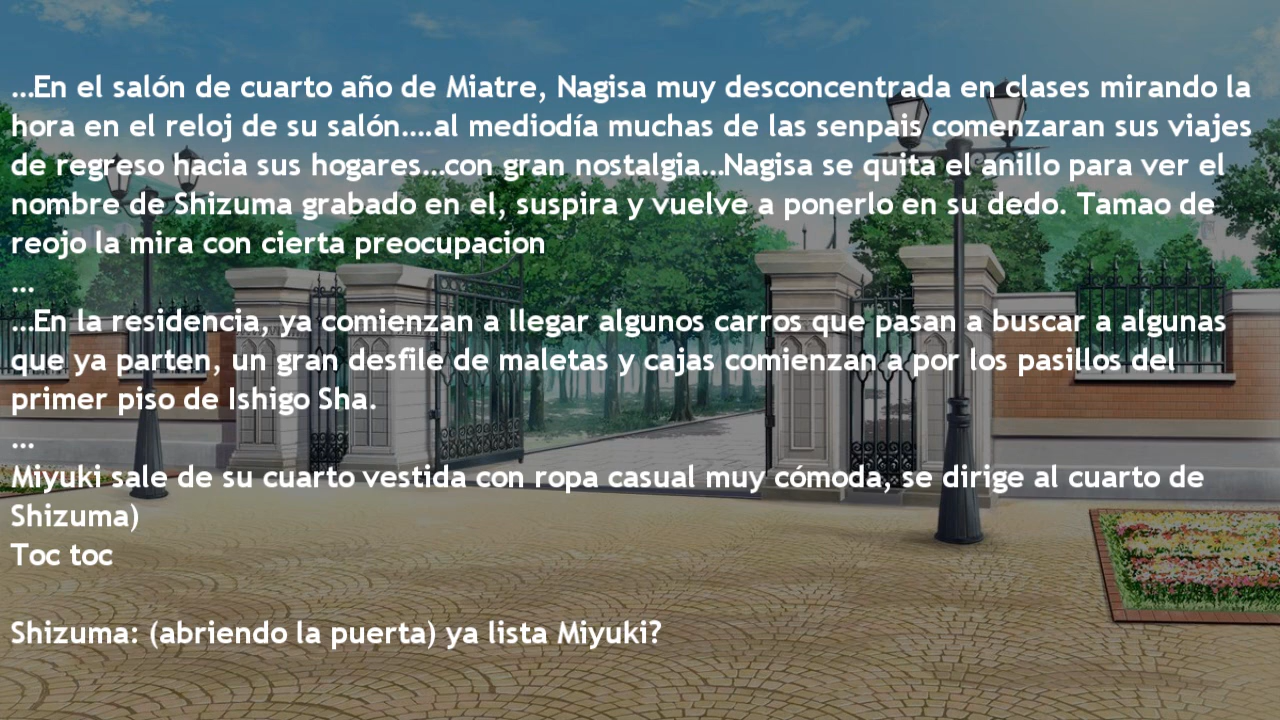 ...En el salón de cuarto año de Miatre, Nagisa muy desconcentrada en clases mirando la
hora en el reloj de su salón....al mediodía muchas de las senpais comenzaran sus viajes
de regreso hacia sus hogares...con gran nostalgia...Nagisa se quita el anillo para ver el
nombre de Shizuma grabado en el, suspira y vuelve a ponerlo en su dedo. Tamao de
reojo la mira con cierta preocupacion
...
...En la residencia, ya comienzan a llegar algunos carros que pasan a buscar a algunas
que ya parten, un gran desfile de maletas y cajas comienzan a por los pasillos del
primer piso de Ishigo Sha.
...
Miyuki sale de su cuarto vestida con ropa casual muy cómoda, se dirige al cuarto de
Shizuma)
Toc toc
Shizuma: (abriendo la puerta) ya lista Miyuki?